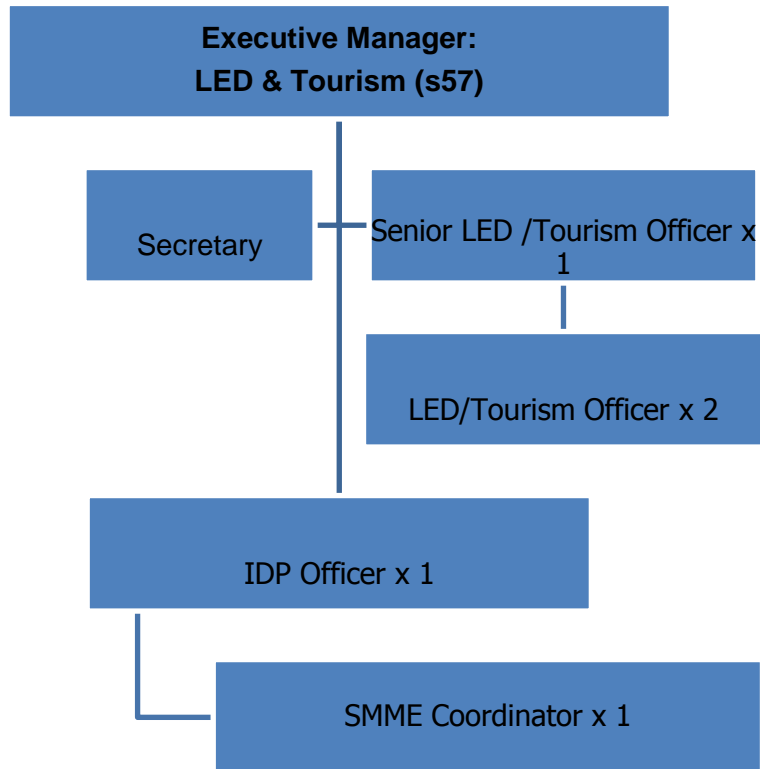 Executive Manager:
LED & Tourism (s57)
Secretary
Senior LED /Tourism Officer x
1
LED/Tourism Officer x 2
IDP Officer x 1
SMME Coordinator x 1